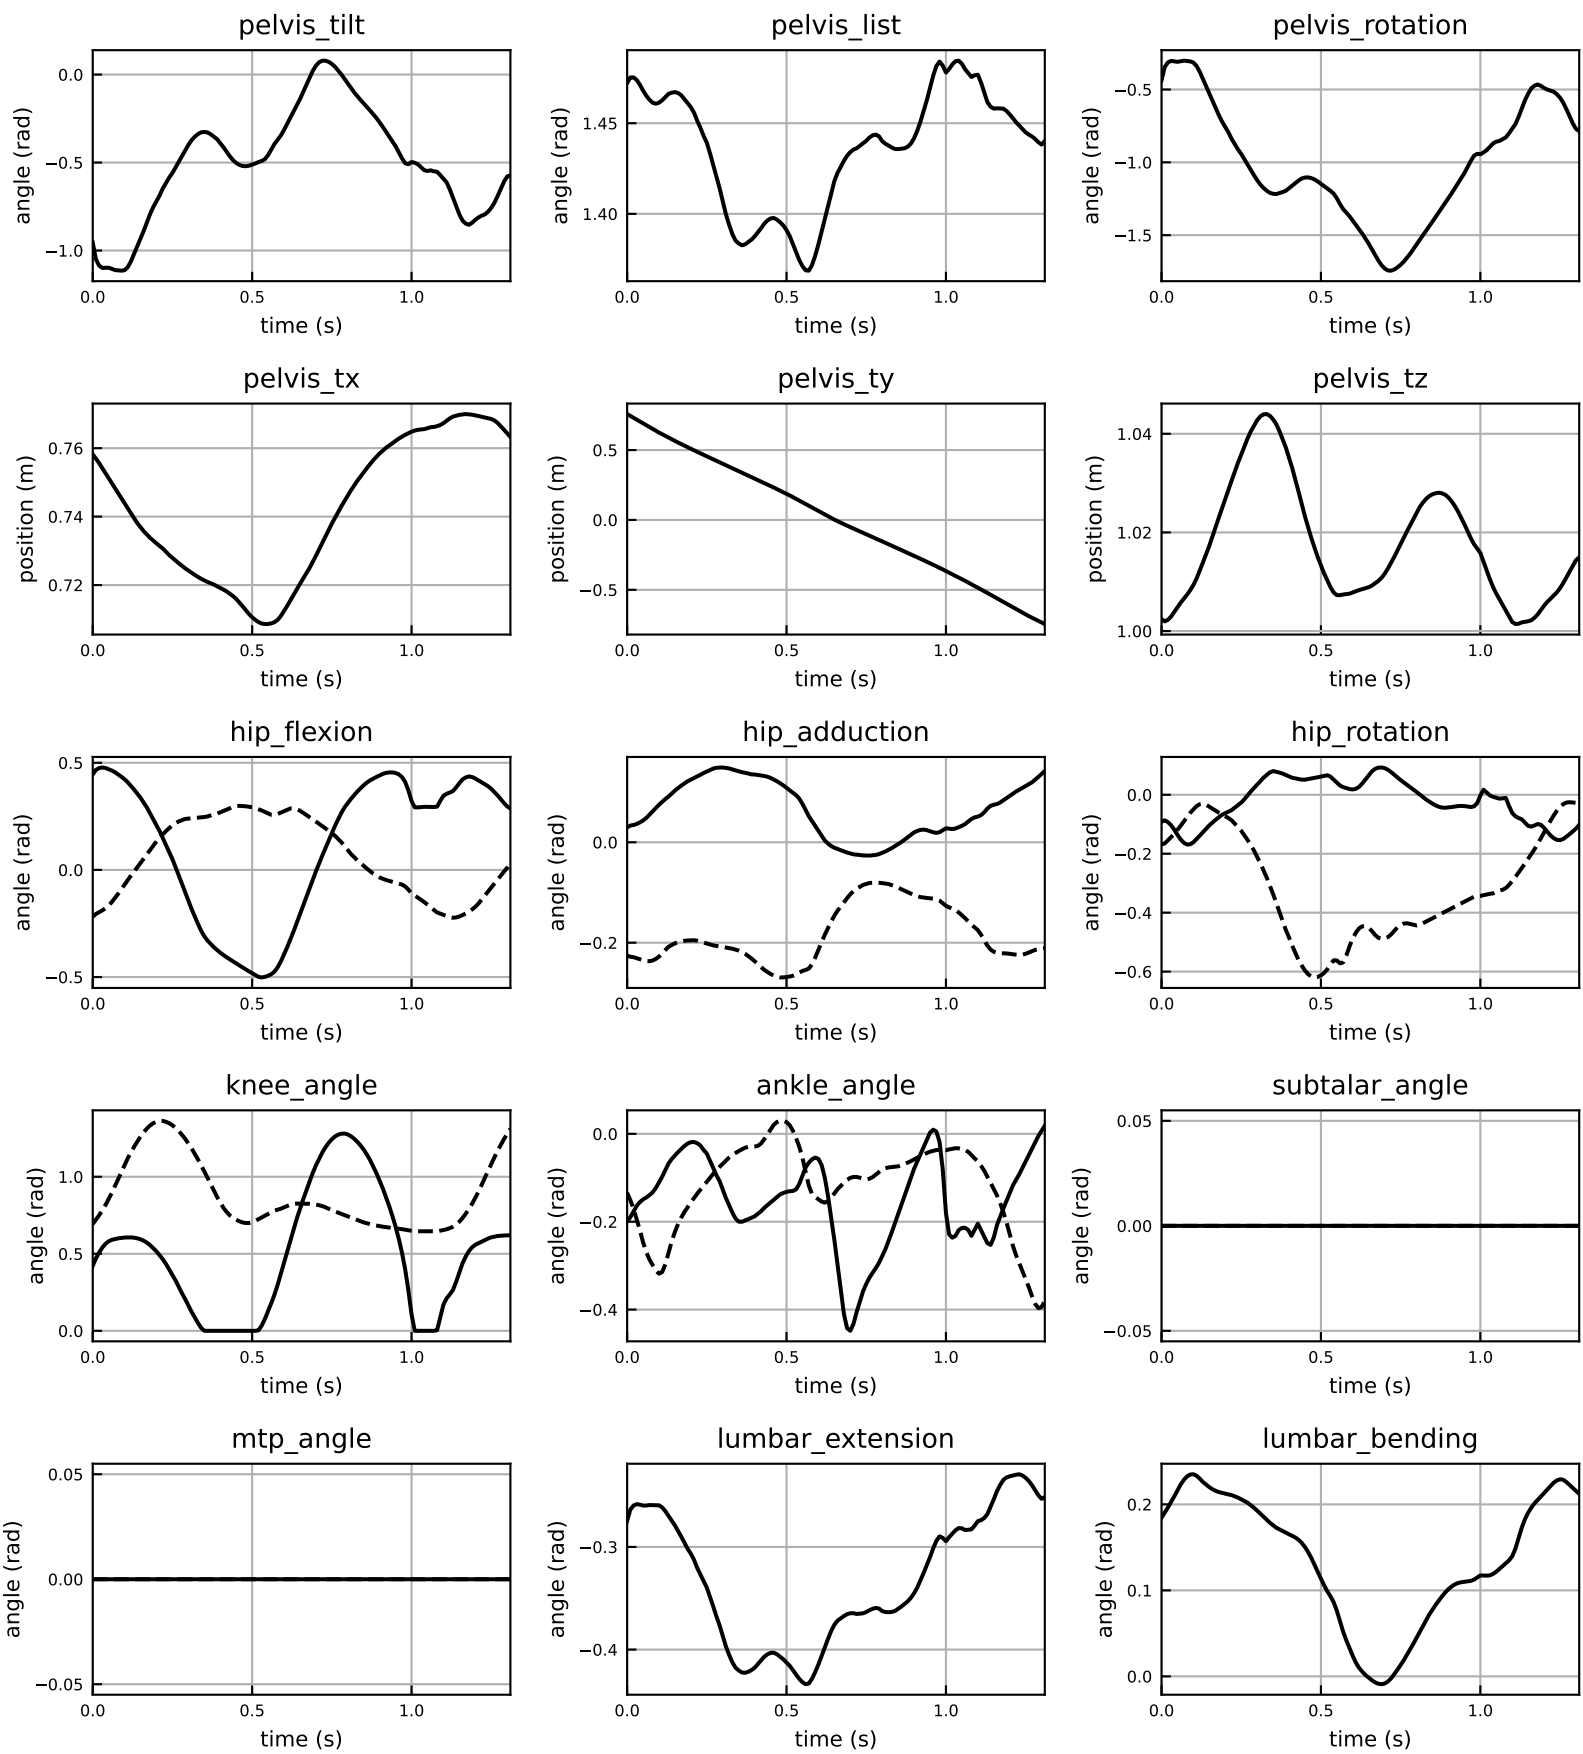 pelvis_tilt
angle (rad)
0.0
−0.5
−1.0
0.0 0.5 1.0
time (s)
pelvis_list
angle (rad)
1.45
1.40
0.0 0.5 1.0
time (s)
pelvis_rotation
angle (rad)
−0.5
−1.0
−1.5
0.0 0.5 1.0
time (s)
pelvis_tx
position (m)
0.76
0.74
0.72
0.0 0.5 1.0
time (s)
pelvis_ty
position (m)
0.5
0.0
−0.5
0.0 0.5 1.0
time (s)
pelvis_tz
position (m)
1.04
1.02
1.00
0.0 0.5 1.0
time (s)
hip_flexion
angle (rad)
0.5
0.0
−0.5
0.0 0.5 1.0
time (s)
hip_adduction
angle (rad)
0.0
−0.2
0.0 0.5 1.0
time (s)
hip_rotation
angle (rad)
0.0
−0.2
−0.4
−0.6
0.0 0.5 1.0
time (s)
knee_angle
angle (rad)
1.0
0.5
0.0
0.0 0.5 1.0
time (s)
ankle_angle
angle (rad)
0.0
−0.2
−0.4
0.0 0.5 1.0
time (s)
subtalar_angle
angle (rad)
0.05
0.00
−0.05
0.0 0.5 1.0
time (s)
mtp_angle
angle (rad)
0.05
0.00
−0.05
0.0 0.5 1.0
time (s)
lumbar_extension
angle (rad)
−0.3
−0.4
0.0 0.5 1.0
time (s)
lumbar_bending
angle (rad)
0.2
0.1
0.0
0.0 0.5 1.0
time (s)